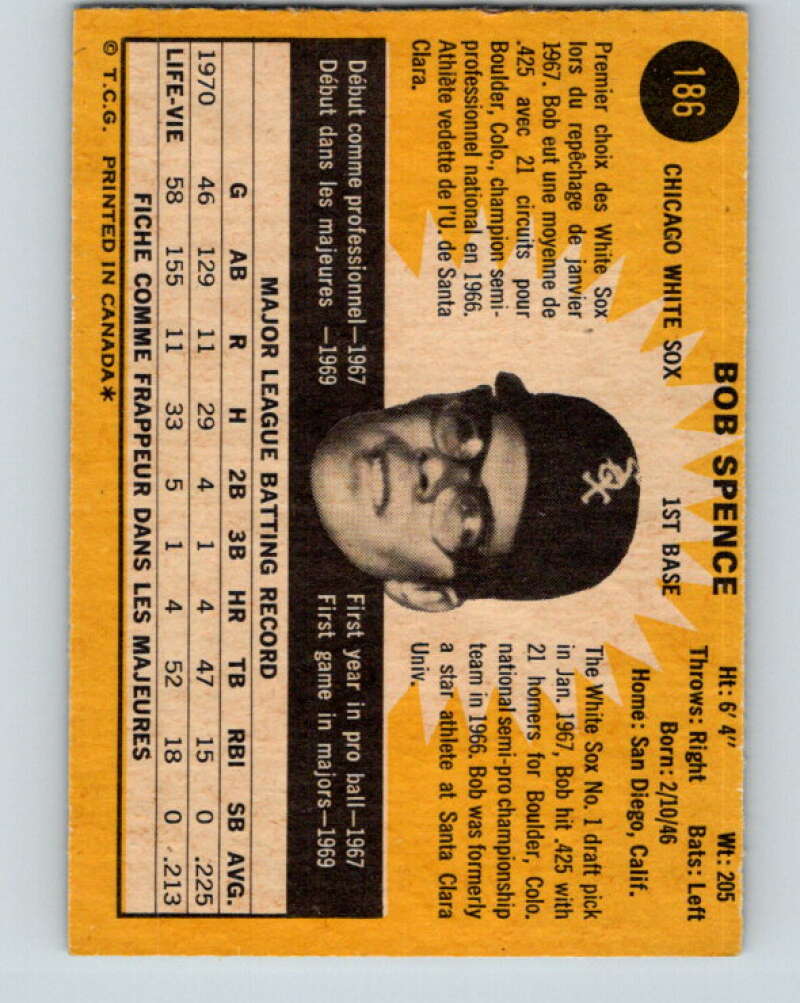 186
BOB SPENCE
CHICAGO WHITE SOX 1ST BASE
Ht: 6' 4" Wt: 205
Throws: Right Bats: Left
Born: 2/10/46
Home: San Diego, Calif.
Premier choix des White Sox
lors du repêchage de janvier
1967. Bob eut une moyenne de
.425 avec 21 circuits pour
Boulder, Colo., champion semi-
professionnel national en 1966.
Athlète vedette de l'U. de Santa
Clara.
The White Sox No. 1 draft pick
in Jan. 1967, Bob hit .425 with
21 homers for Boulder, Colo.
national semi-pro championship
team in 1966. Bob was formerly
a star athlete at Santa Clara
Univ.
Début comme professionnel—1967
Début dans les majeures —1969
First year in pro ball—1967
First game in majors—1969
MAJOR LEAGUE BATTING RECORD
G AB R H 2B 3B HR TB RBI SB AVG.
1970 46 129 11 29 4 1 4 47 15 0 .225
LIFE-VIE 58 155 11 33 5 1 4 52 18 0 .213
FICHE COMME FRAPPEUR DANS LES MAJEURES
© T.C.G. PRINTED IN CANADA*